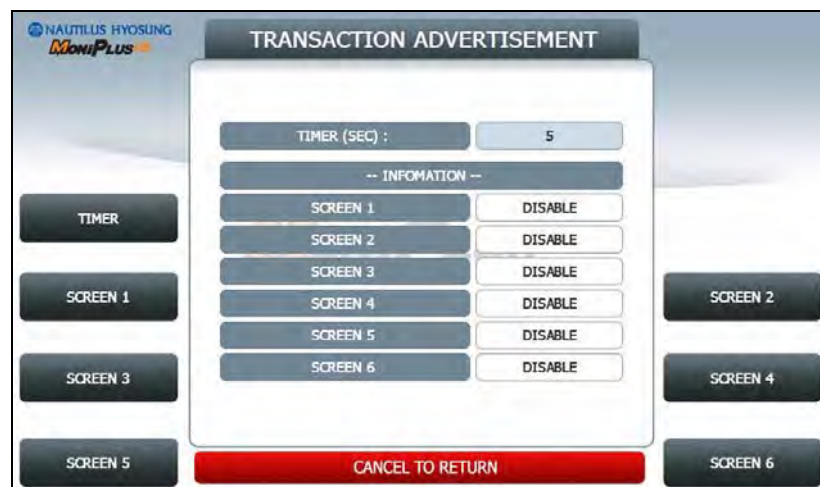 NAUTILUS HYOSUNG
MoniPlus
TRANSACTION ADVERTISEMENT
TIMER (SEC) : 5
-- INFOMATION --
SCREEN 1 DISABLE
SCREEN 2 DISABLE
SCREEN 3 DISABLE
SCREEN 4 DISABLE
SCREEN 5 DISABLE
SCREEN 6 DISABLE
TIMER
SCREEN 1
SCREEN 2
SCREEN 3
SCREEN 4
SCREEN 5
CANCEL TO RETURN
SCREEN 6